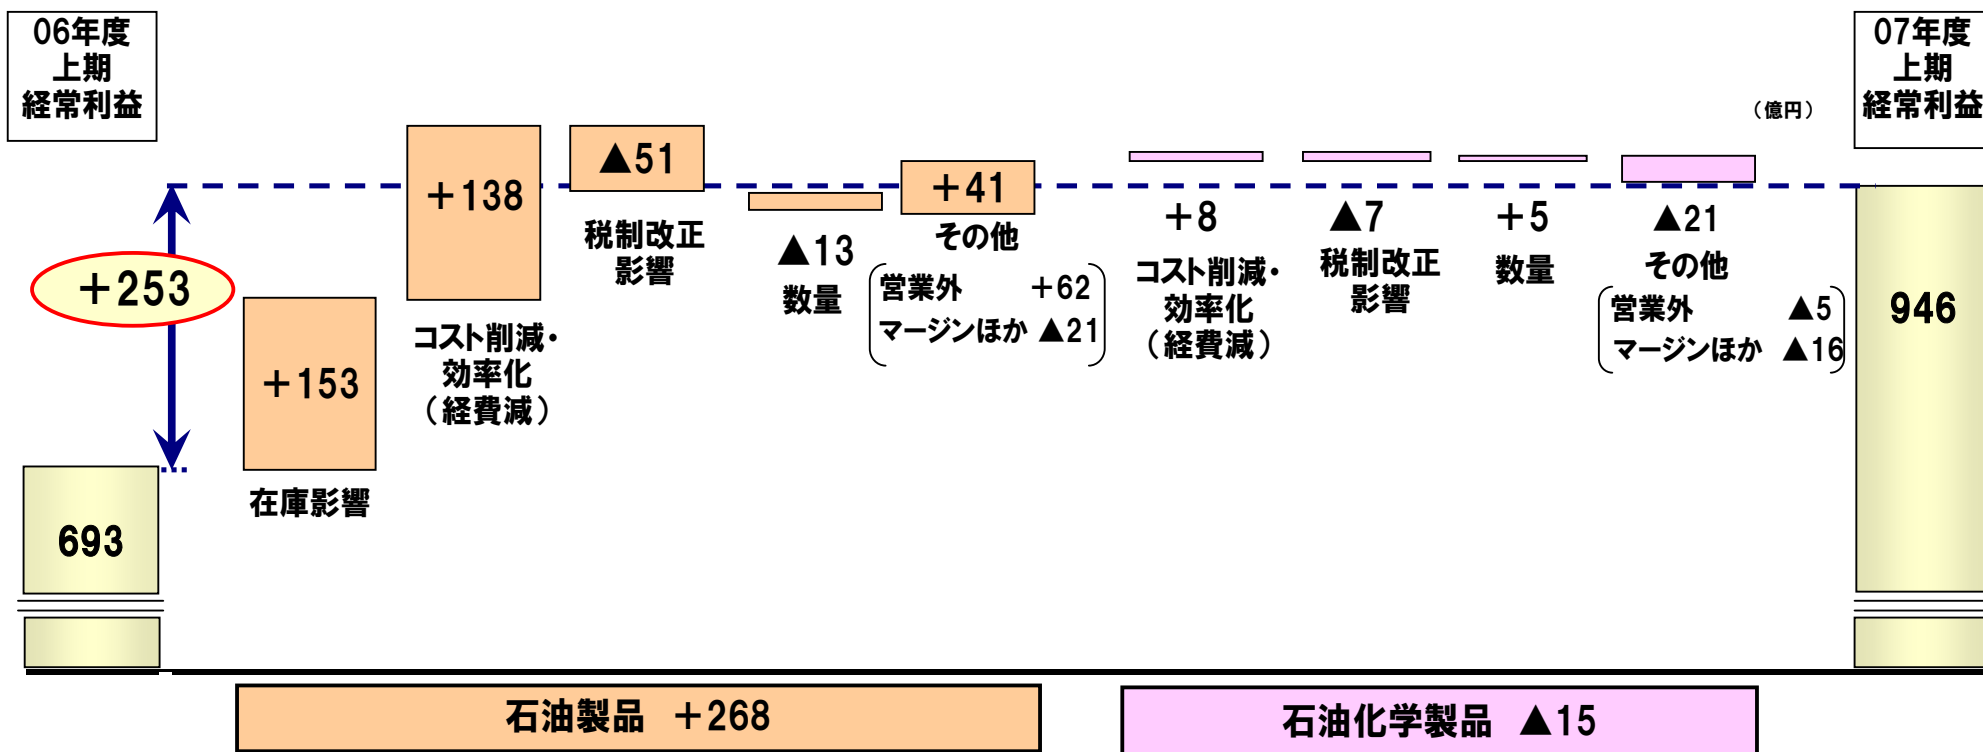 06年度
上期
経常利益
07年度
上期
経常利益
（億円）
+253
693
+153
在庫影響
+138
コスト削減・
効率化
（経費減）
▲51
税制改正
影響
▲13
数量
+41
その他
営業外 +62
マージンほか ▲21
+8
コスト削減・
効率化
（経費減）
▲7
税制改正
影響
+5
数量
▲21
その他
営業外 ▲5
マージンほか ▲16
946
石油製品 +268
石油化学製品 ▲15